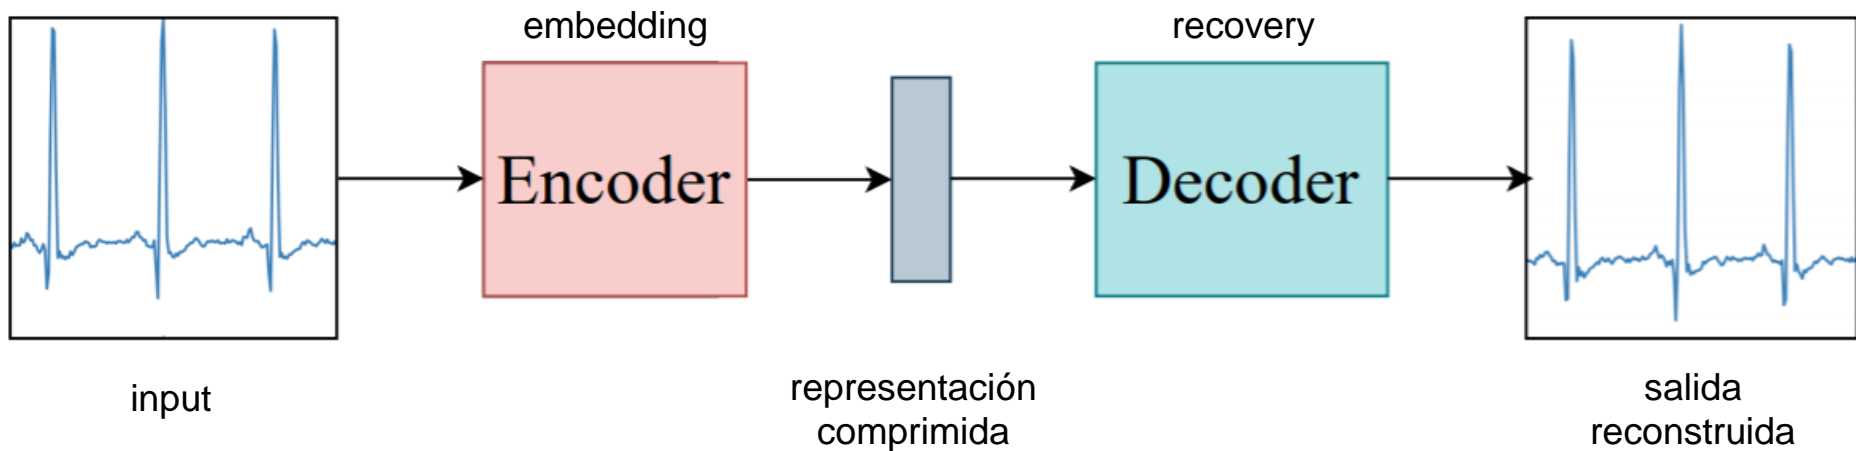 embedding
recovery
Encoder
Decoder
input
representación
comprimida
salida
reconstruida